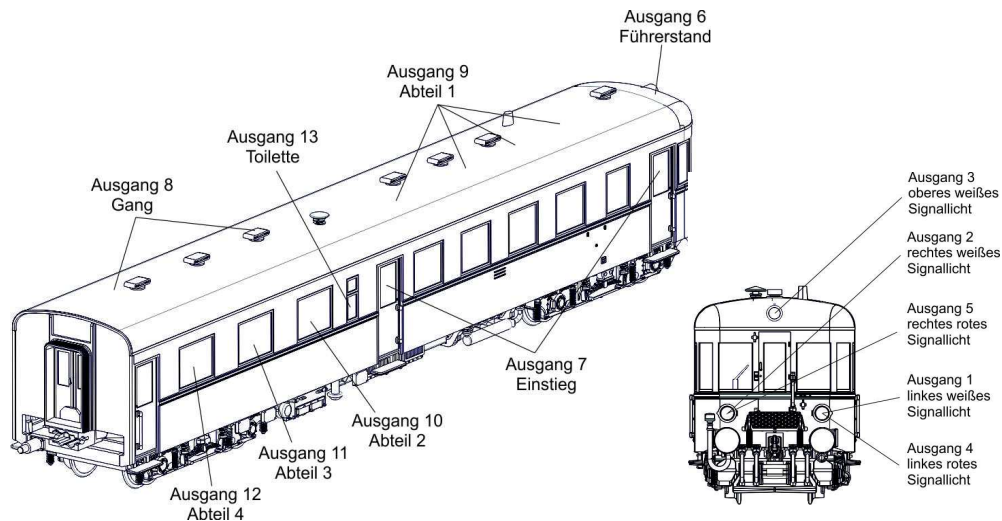 Ausgang 6
Führerstand
Ausgang 9
Abteil 1
Ausgang 13
Toilette
Ausgang 8
Gang
Ausgang 7
Einstieg
Ausgang 10
Abteil 2
Ausgang 11
Abteil 3
Ausgang 12
Abteil 4
Ausgang 3
oberes weißes
Signallicht
Ausgang 2
rechtes weißes
Signallicht
Ausgang 5
rechtes rotes
Signallicht
Ausgang 1
linkes weißes
Signallicht
Ausgang 4
linkes rotes
Signallicht